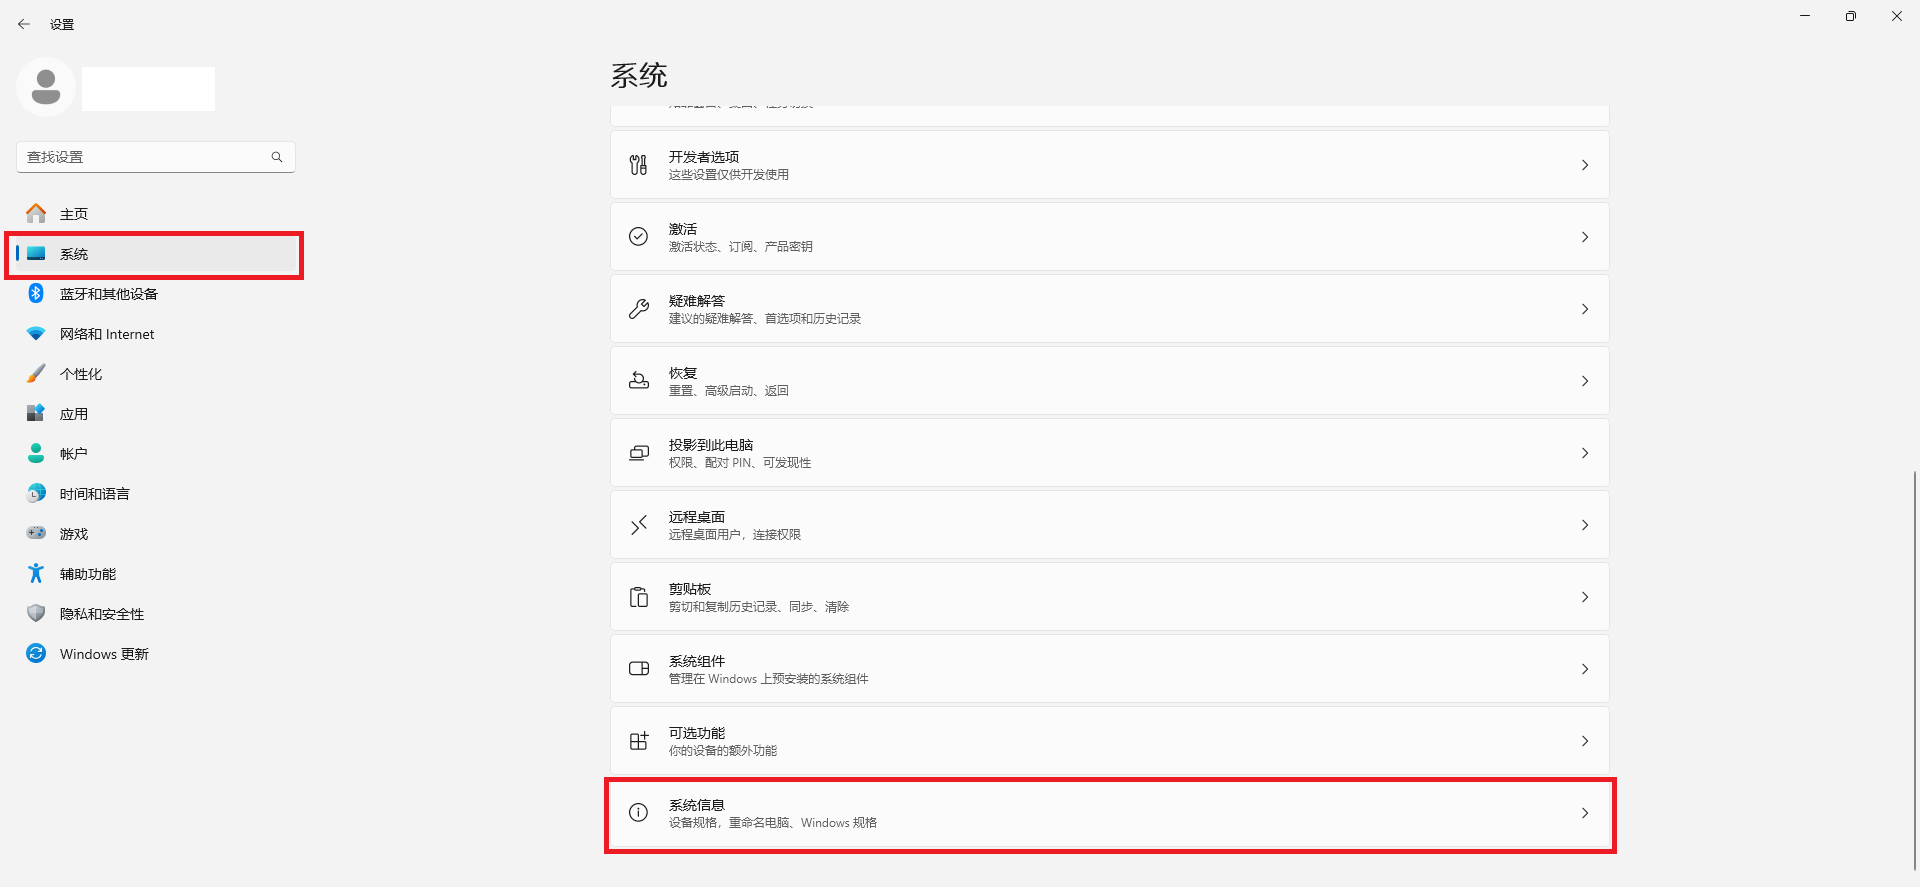 设置
查找设置
主页
系统
蓝牙和其他设备
网络和 Internet
个性化
应用
帐户
时间和语言
游戏
辅助功能
隐私和安全性
Windows 更新
系统
开发者选项
这些设置仅供开发使用
激活
激活状态、订阅、产品密钥
疑难解答
建议的疑难解答、首选项和历史记录
恢复
重置、高级启动、返回
投影到此电脑
权限、配对 PIN、可发现性
远程桌面
远程桌面用户，连接权限
剪贴板
剪切和复制历史记录、同步、清除
系统组件
管理在 Windows 上预安装的系统组件
可选功能
你的设备的额外功能
系统信息
设备规格，重命名电脑、Windows 规格